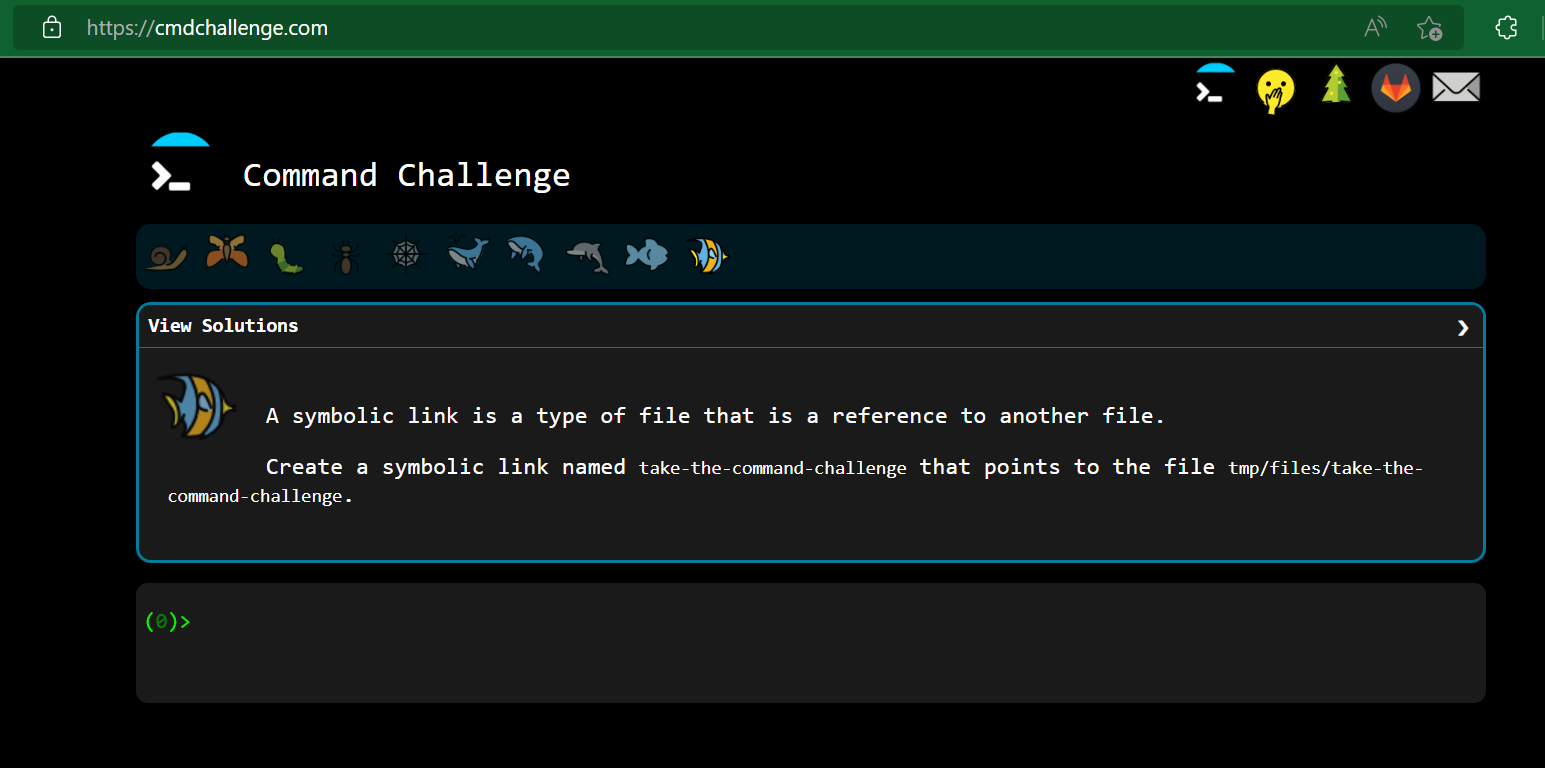 https://cmdchallenge.com
Command Challenge
View Solutions
A symbolic link is a type of file that is a reference to another file.
Create a symbolic link named take-the-command-challenge that points to the file tmp/files/take-the-
command-challenge.
(0)>